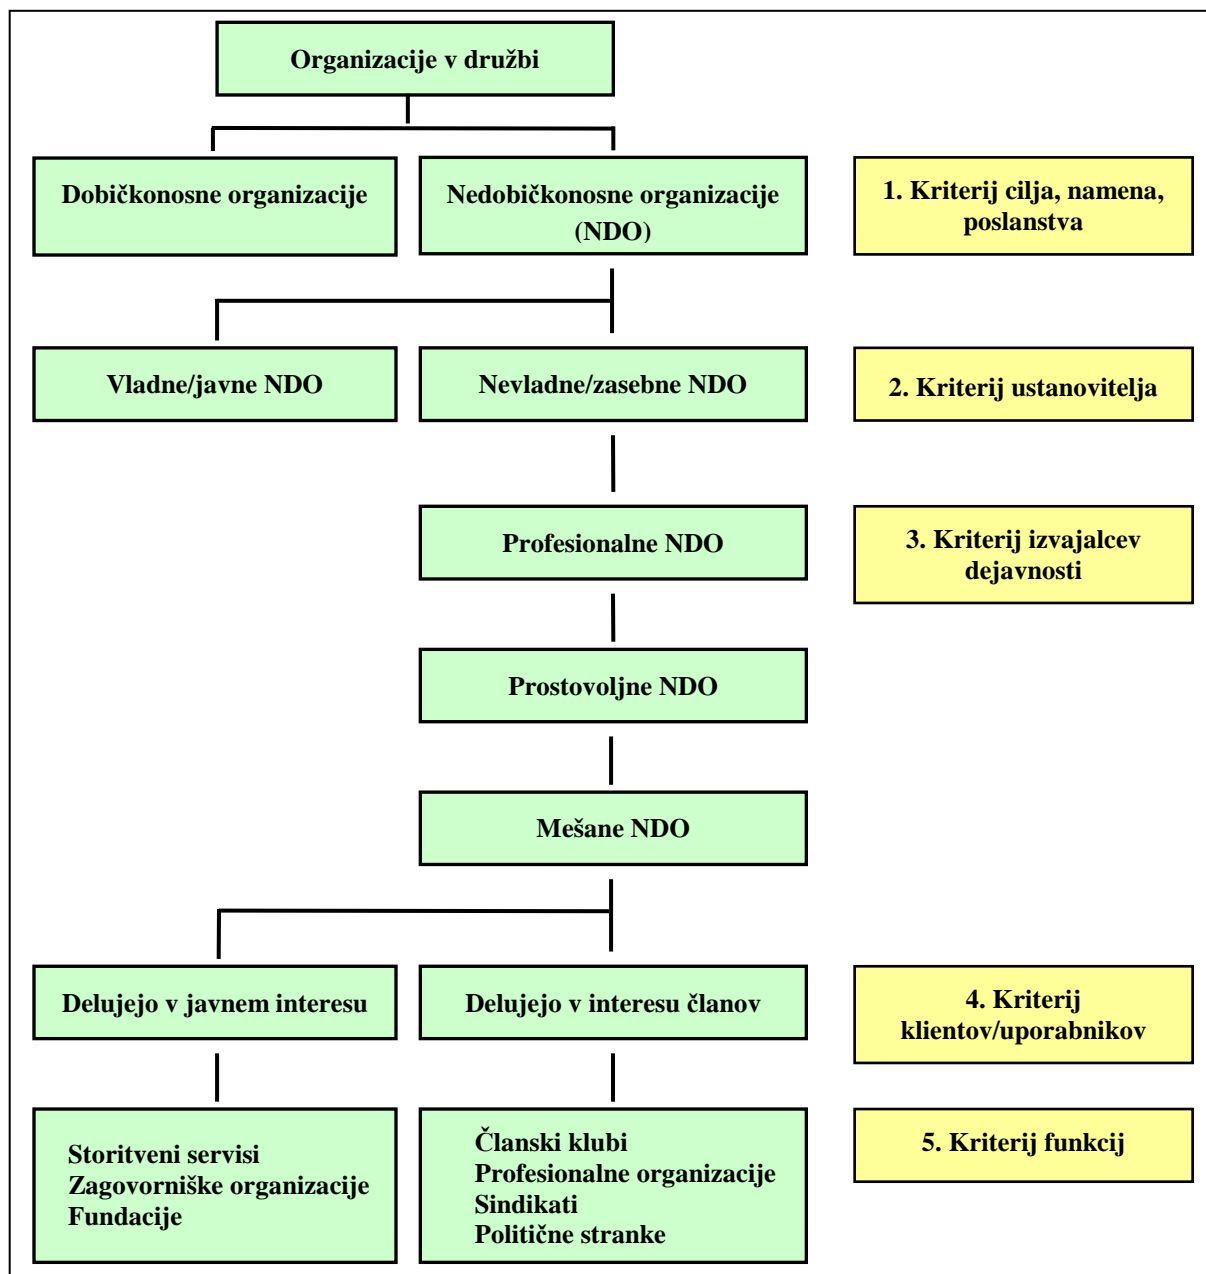 Organizacije v družbi
Dobičkonosne organizacije
Nedobičkonosne organizacije
(NDO)
1. Kriterij cilja, namena,
poslanstva
Vladne/javne NDO
Nevladne/zasebne NDO
2. Kriterij ustanovitelja
Profesionalne NDO
3. Kriterij izvajalcev
dejavnosti
Prostovoljne NDO
Mešane NDO
Delujejo v javnem interesu
Delujejo v interesu članov
4. Kriterij
klientov/uporabnikov
Storitveni servisi
Zagovorniške organizacije
Fundacije
Članski klubi
Profesionalne organizacije
Sindikati
Politične stranke
5. Kriterij funkcij